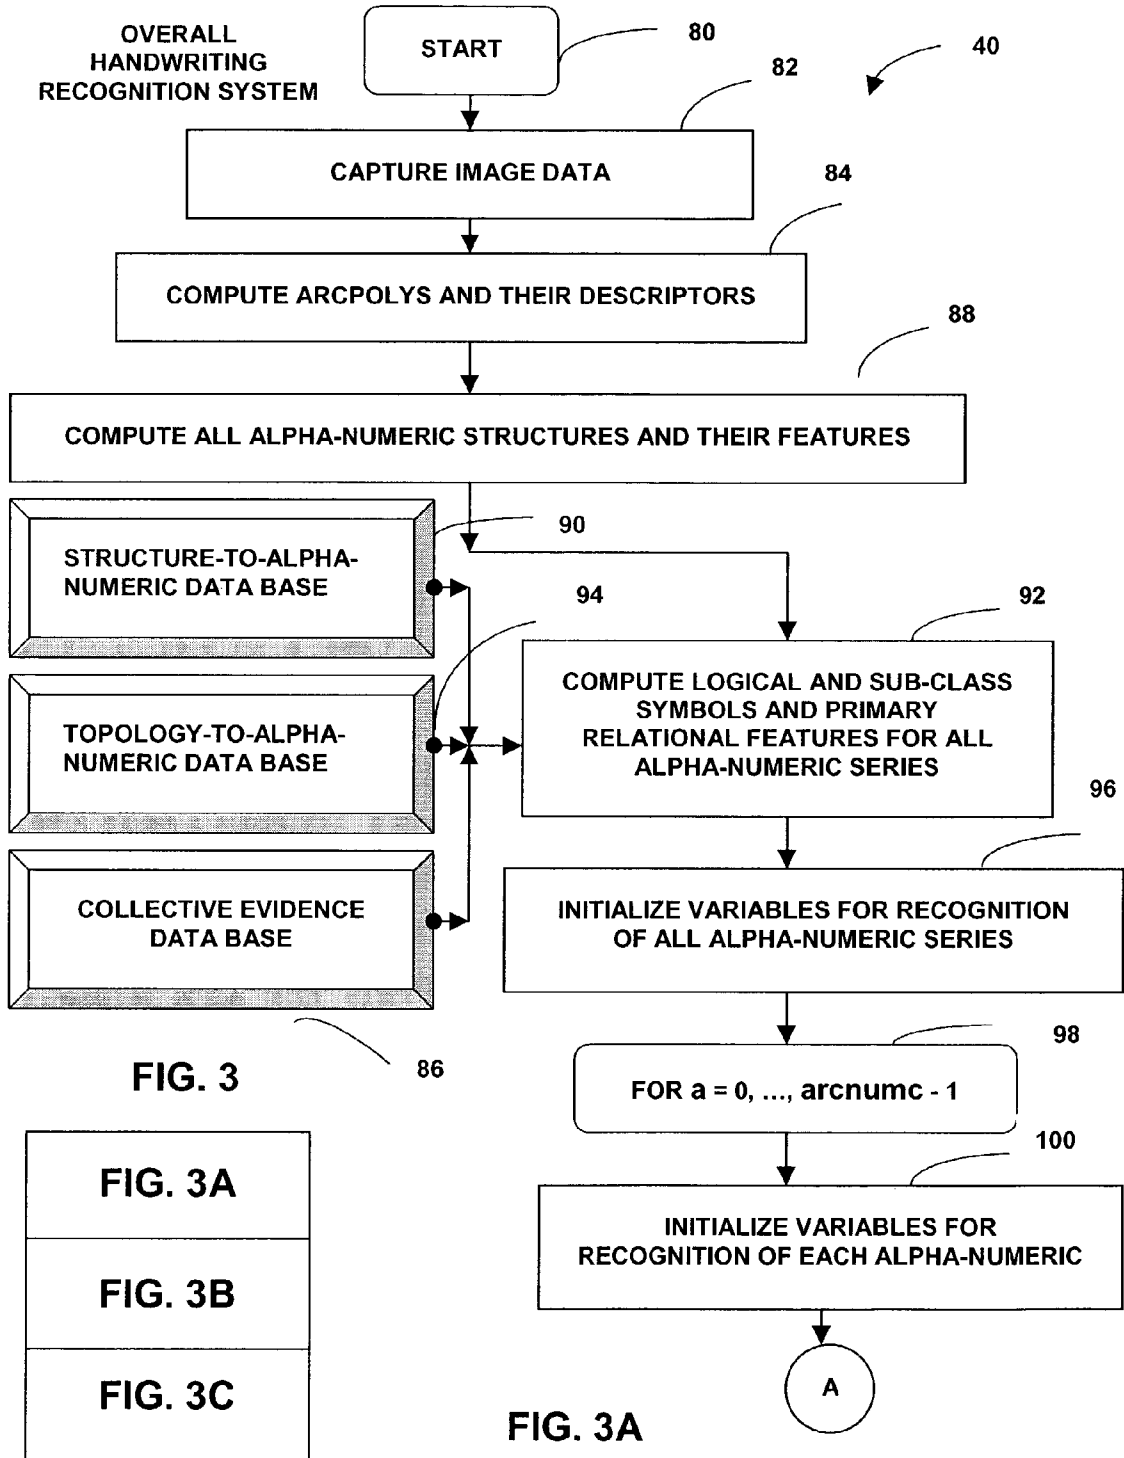 OVERALL
HANDWRITING
RECOGNITION SYSTEM
START
80
40
82
CAPTURE IMAGE DATA
84
COMPUTE ARCPOLYS AND THEIR DESCRIPTORS
88
COMPUTE ALL ALPHA-NUMERIC STRUCTURES AND THEIR FEATURES
90
STRUCTURE-TO-ALPHA-
NUMERIC DATA BASE
94
92
COMPUTE LOGICAL AND SUB-CLASS
SYMBOLS AND PRIMARY
RELATIONAL FEATURES FOR ALL
ALPHA-NUMERIC SERIES
TOPOLOGY-TO-ALPHA-
NUMERIC DATA BASE
96
COLLECTIVE EVIDENCE
DATA BASE
INITIALIZE VARIABLES FOR RECOGNITION
OF ALL ALPHA-NUMERIC SERIES
86
98
FOR a = 0, ..., arcnumc - 1
FIG. 3
100
FIG. 3A
FIG. 3B
FIG. 3C
INITIALIZE VARIABLES FOR
RECOGNITION OF EACH ALPHA-NUMERIC
A
FIG. 3A